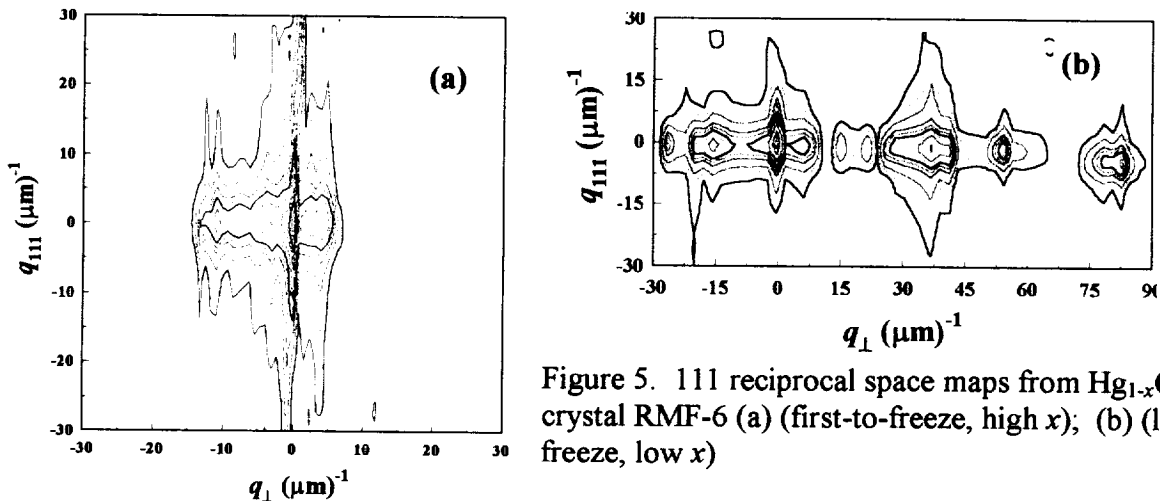 (a)
30
20
10
0
-10
-20
-30
q111 (μm)-1
-30 -20 -10 0 10 20 30
q⊥ (μm)-1
(b)
30
15
0
-15
-30
q111 (μm)-1
-30 -15 0 15 30 45 60 75
q⊥ (μm)-1
Figure 5. 111 reciprocal space maps from Hg1-x
crystal RMF-6 (a) (first-to-freeze, high x); (b)
freeze, low x)